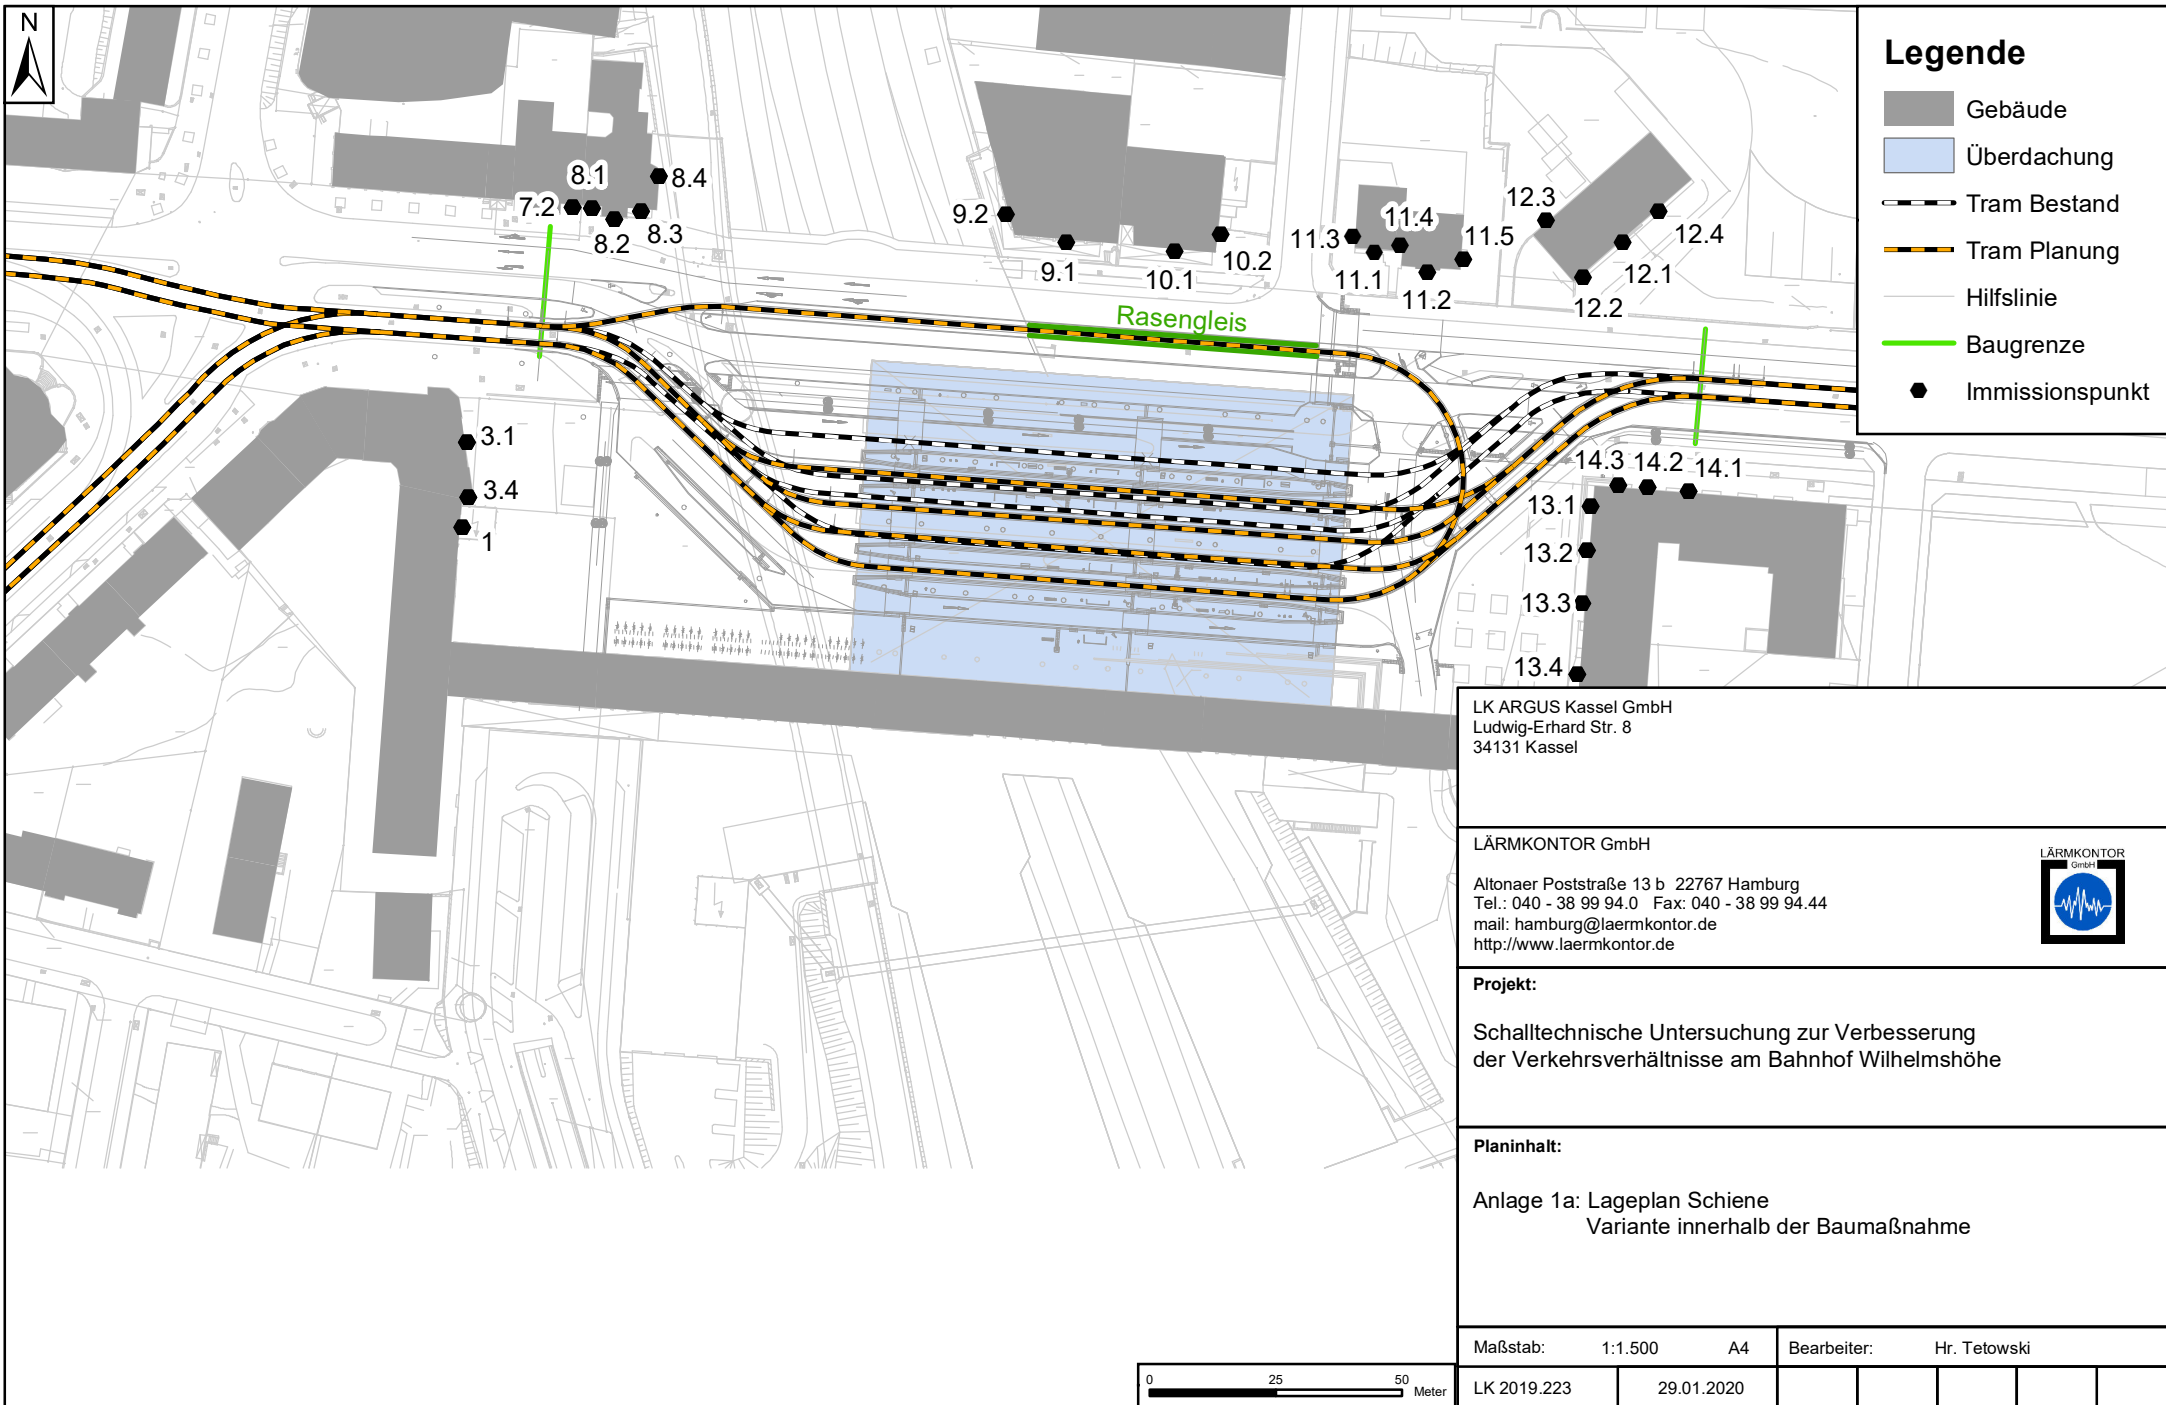 N
Legende
Gebäude
Überdachung
Tram Bestand
Tram Planung
Hilfslinie
Baugrenze
Immissionspunkt
8.1
8.4
7.2
8.2
8.3
9.2
9.1
10.1
10.2
11.3
11.4
11.5
11.1
11.2
12.3
12.4
12.1
12.2
Rasengleis
3.1
3.4
1
14.3
14.2
14.1
13.1
13.2
13.3
13.4
LK ARGUS Kassel GmbH
Ludwig-Erhard Str. 8
34131 Kassel
LÄRMKONTOR GmbH
Altonaer Poststraße 13 b 22767 Hamburg
Tel.: 040 - 38 99 94.0 Fax: 040 - 38 99 94.44
mail: hamburg@laermkontor.de
http://www.laermkontor.de
LÄRMKONTOR
GmbH
Projekt:
Schalltechnische Untersuchung zur Verbesserung
der Verkehrsverhältnisse am Bahnhof Wilhelmshöhe
Planinhalt:
Anlage 1a: Lageplan Schiene
Variante innerhalb der Baumaßnahme
Maßstab: 1:1.500 A4
Bearbeiter: Hr. Tetowski
LK 2019.223
29.01.2020
0 25 50
Meter